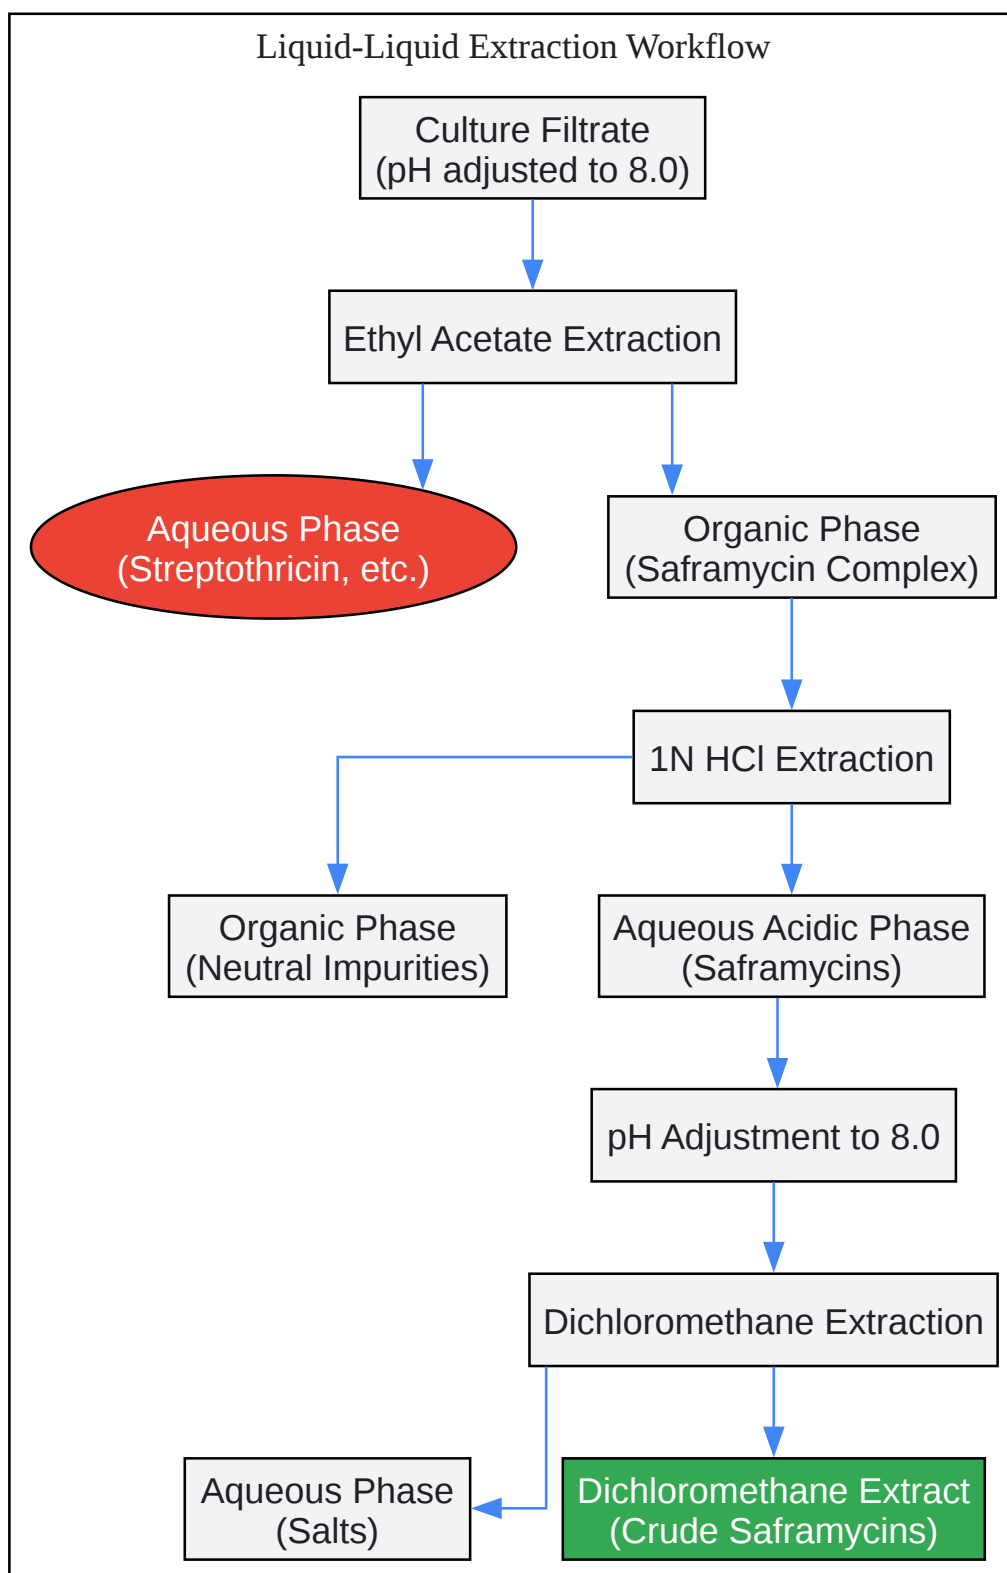 Liquid-Liquid Extraction Workflow
Culture Filtrate
(pH adjusted to 8.0)
Ethyl Acetate Extraction
Aqueous Phase
(Streptothricin, etc.)
Organic Phase
(Saframycin Complex)
1N HCl Extraction
Organic Phase
(Neutral Impurities)
Aqueous Acidic Phase
(Saframycins)
pH Adjustment to 8.0
Dichloromethane Extraction
Aqueous Phase
(Salts)
Dichloromethane Extract
(Crude Saframycins)